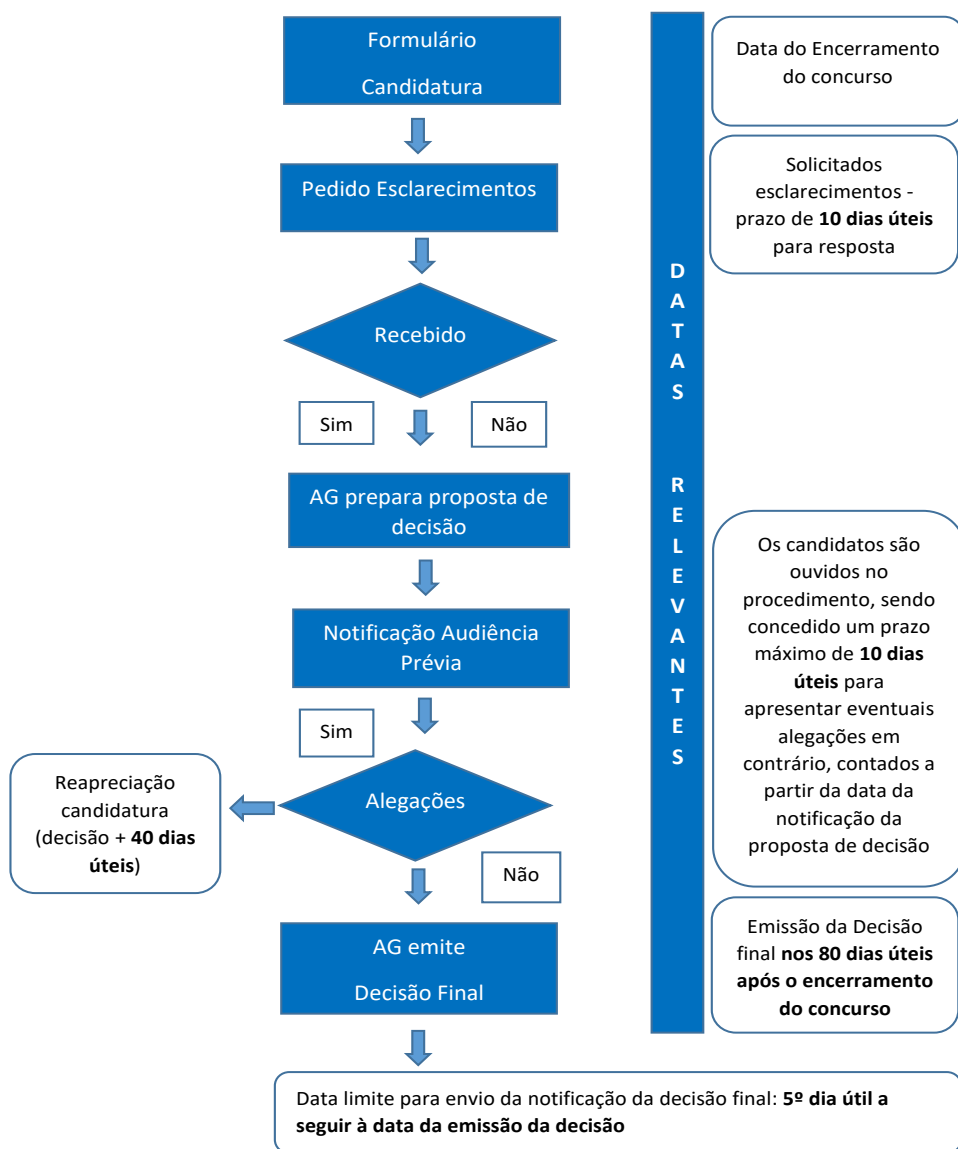 Formulário
Candidatura
Data do Encerramento
do concurso
Pedido Esclarecimentos
Solicitados
esclarecimentos -
prazo de 10 dias úteis
para resposta
Recebido
Sim
Não
DATAS RELEVANTES
AG prepara proposta de
decisão
Notificação Audiência
Prévia
Os candidatos são
ouvidos no
procedimento, sendo
concedido um prazo
máximo de 10 dias
úteis para
apresentar eventuais
alegações em
contrário, contados a
partir da data da
notificação da
proposta de decisão
Sim
Alegações
Reapreciação
candidatura
(decisão + 40 dias
úteis)
Não
AG emite
Decisão Final
Emissão da Decisão
final nos 80 dias úteis
após o encerramento
do concurso
Data limite para envio da notificação da decisão final: 5º dia útil a
seguir à data da emissão da decisão